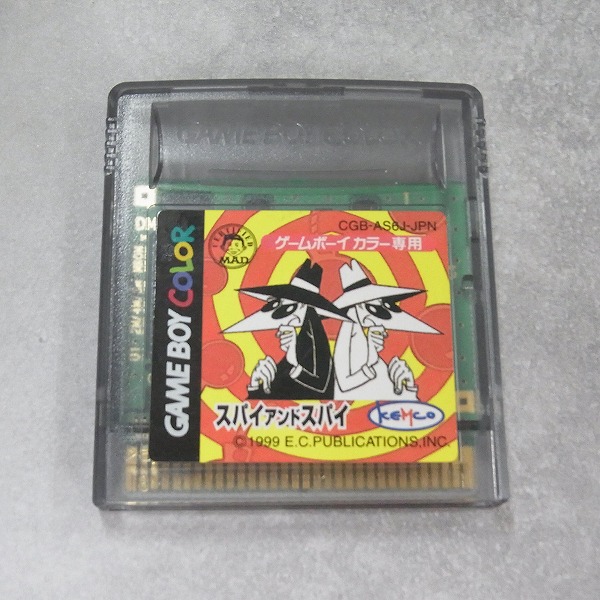 GAME BOY COLOR
GAME BOY COLOR
CGB-AS6J-JPN
ゲームボーイカラー専用
MAD
スパイアンドスパイ
KEMCO
©1999 E.C.PUBLICATIONS,INC.